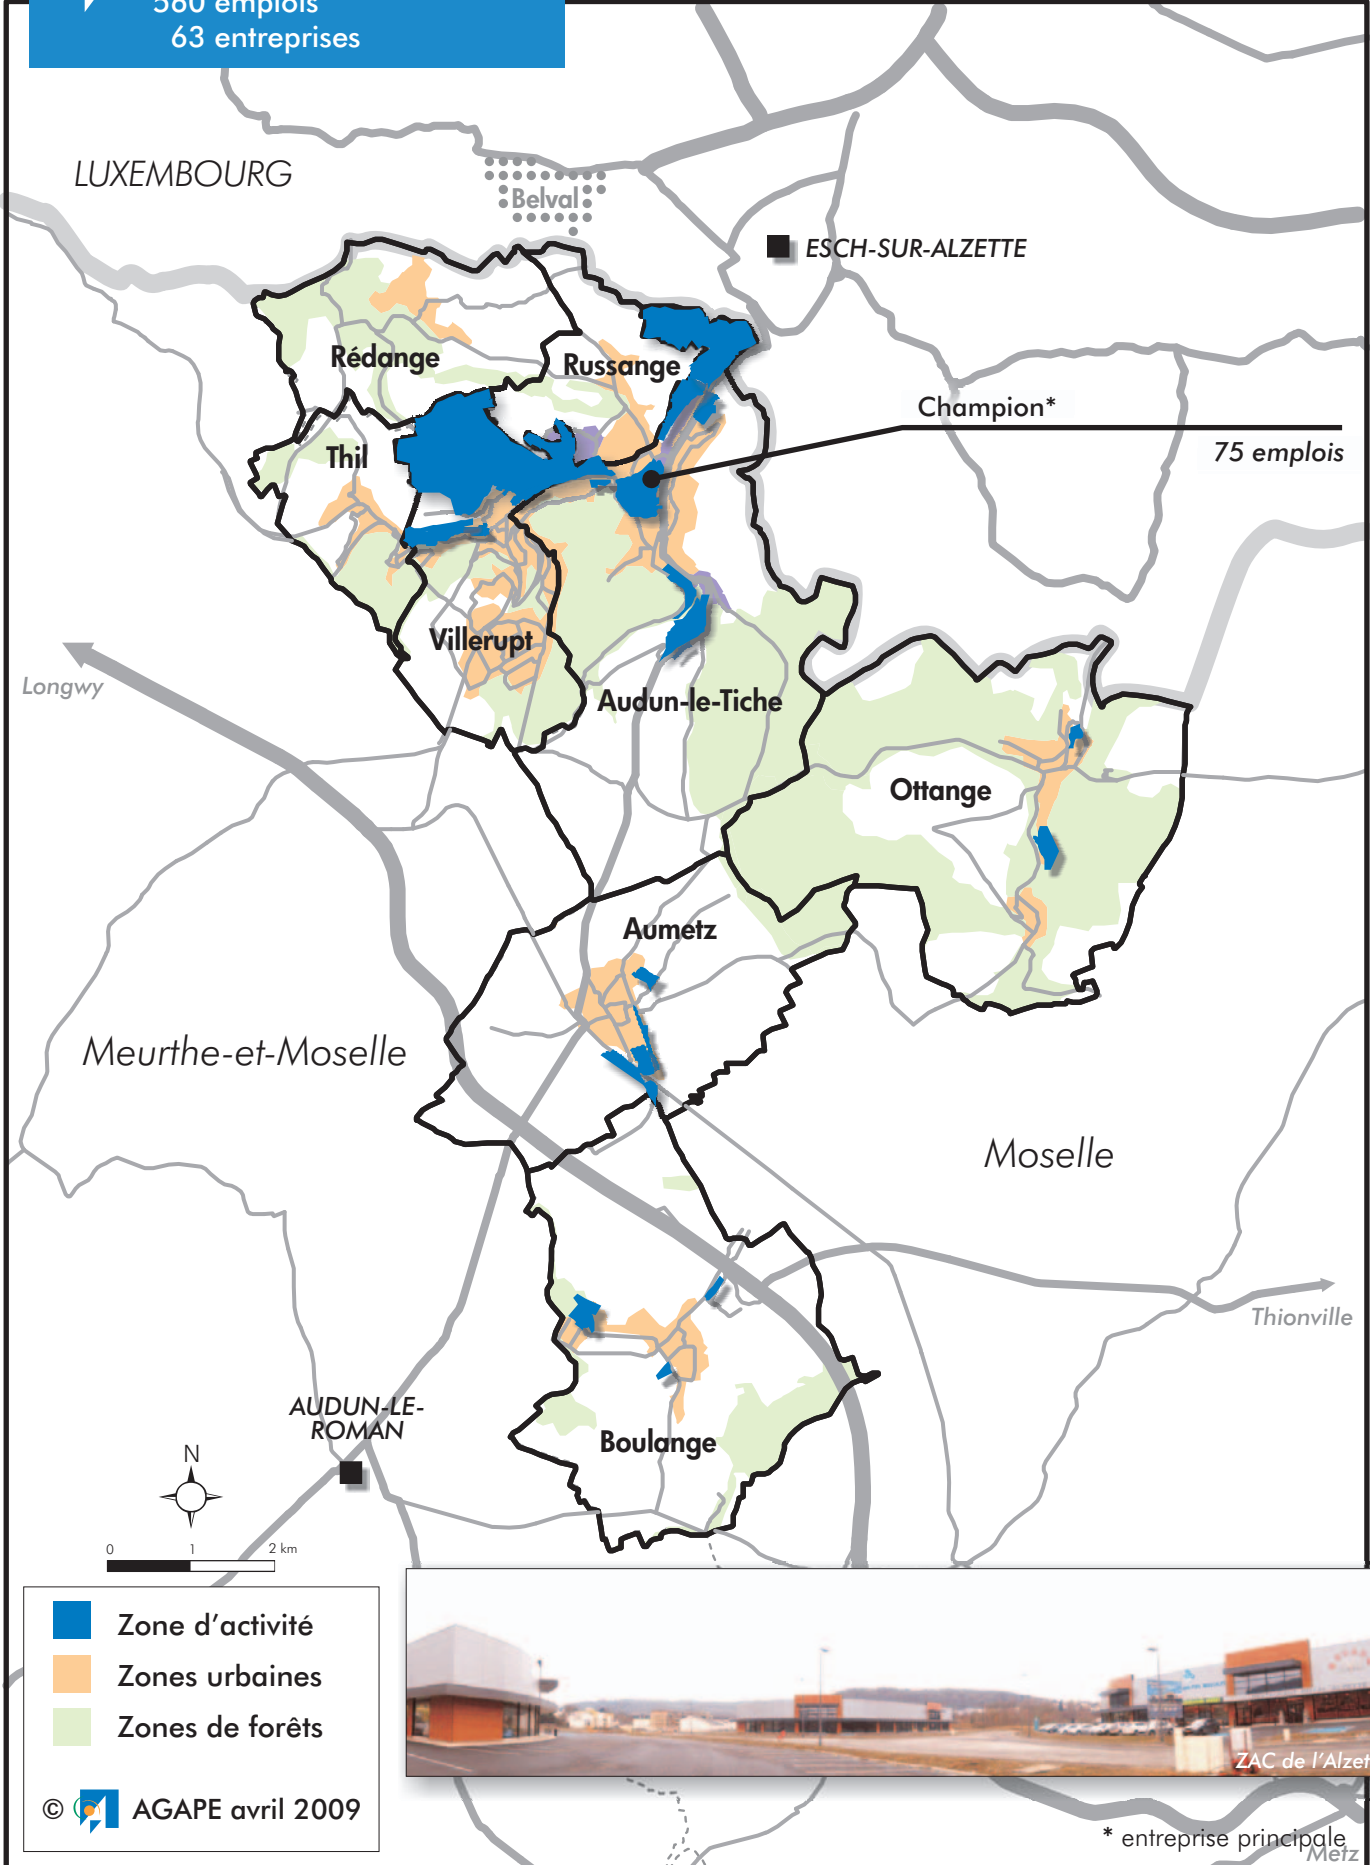 560 emplois
63 entreprises
LUXEMBOURG
Belval
ESCH-SUR-ALZETTE
Rédange
Russange
Champion*
75 emplois
Thil
Villerupt
Longwy
Audun-le-Tiche
Ottange
Aumetz
Meurthe-et-Moselle
Moselle
Thionville
AUDUN-LE-
ROMAN
Boulange
N
0 1 2 km
Zone d'activité
Zones urbaines
Zones de forêts
© AGAPE avril 2009
ZAC de l'Alzet
* entreprise principale
Metz